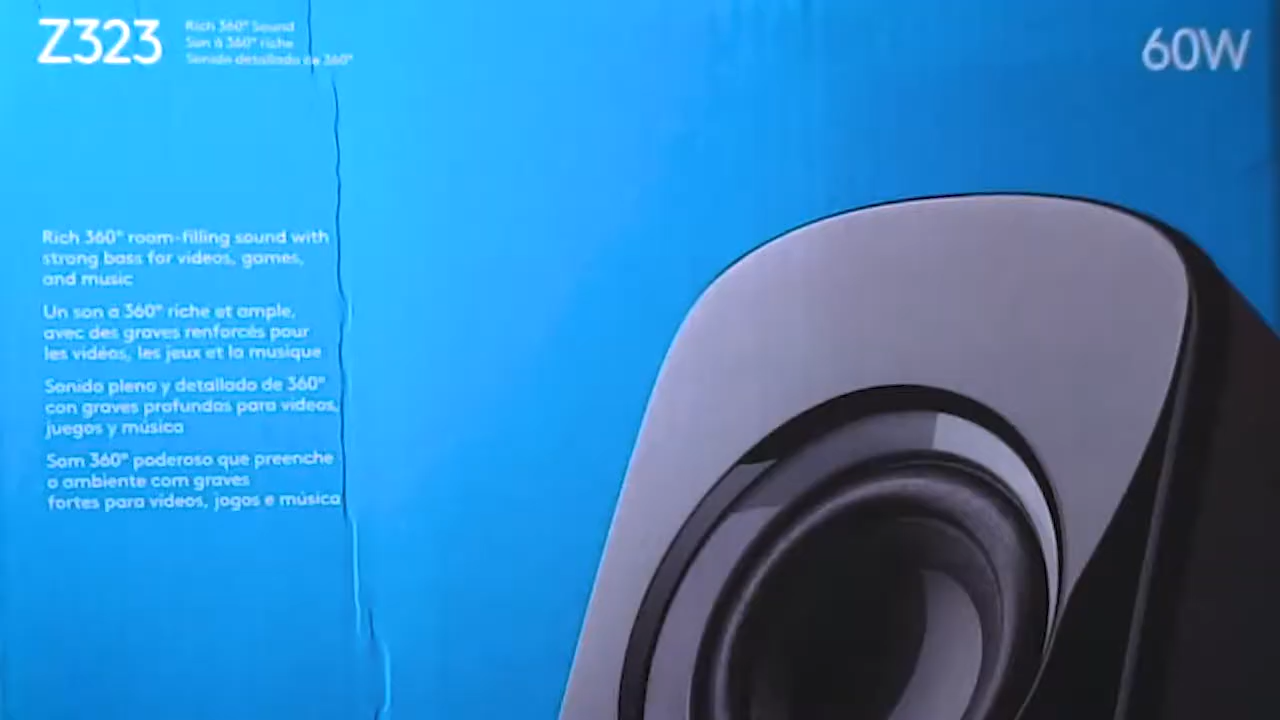 Z323
Rich 360° Sound
Son à 360° riche
Sonido detallado de 360°
60W
Rich 360° room-filling sound with
strong bass for videos, games,
and music
Un son à 360° riche et ample,
avec des graves renforcés pour
les vidéos, les jeux et la musique
Sonido pleno y detallado de 360°
con graves profundos para videos,
juegos y música
Som 360° poderoso que preenche
o ambiente com graves
fortes para vídeos, jogos e música